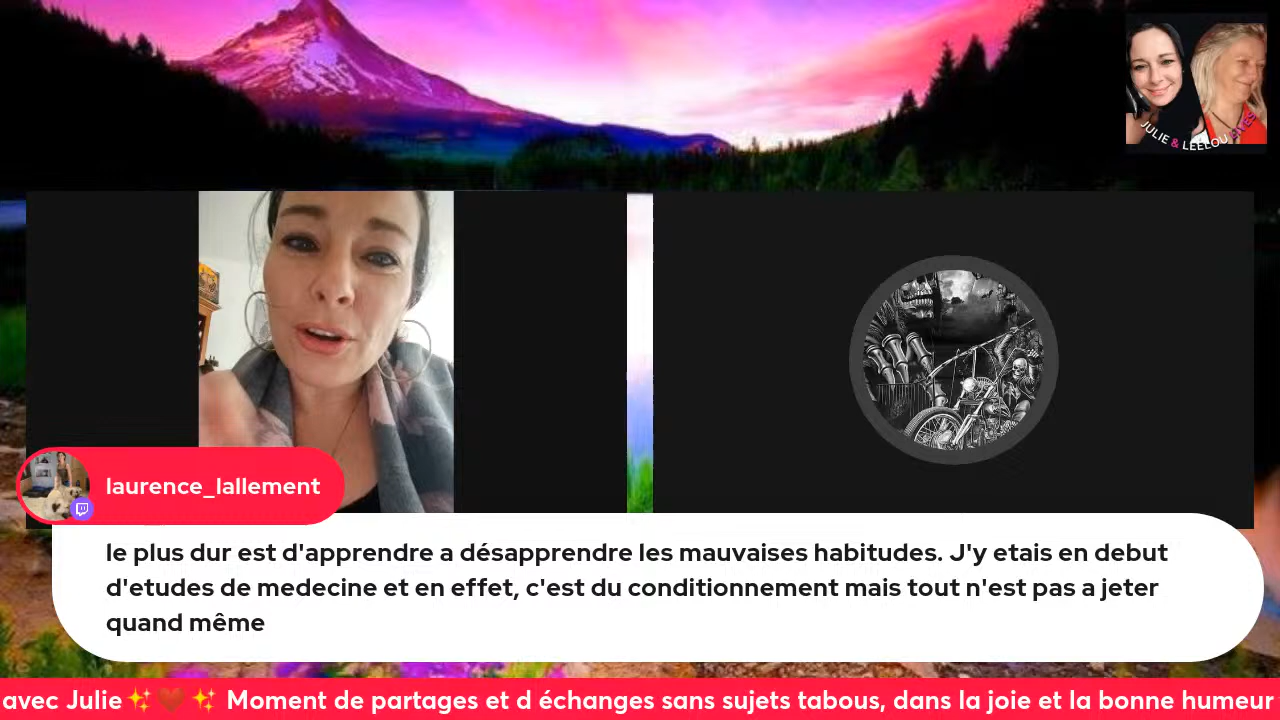 JULIE & LEELOU LIVES
laurence_lallement
le plus dur est d'apprendre a désapprendre les mauvaises habitudes. J'y etais en debut
d'etudes de medecine et en effet, c'est du conditionnement mais tout n'est pas a jeter
quand même
avec Julie✨❤️✨ Moment de partages et d échanges sans sujets tabous, dans la joie et la bonne humeur